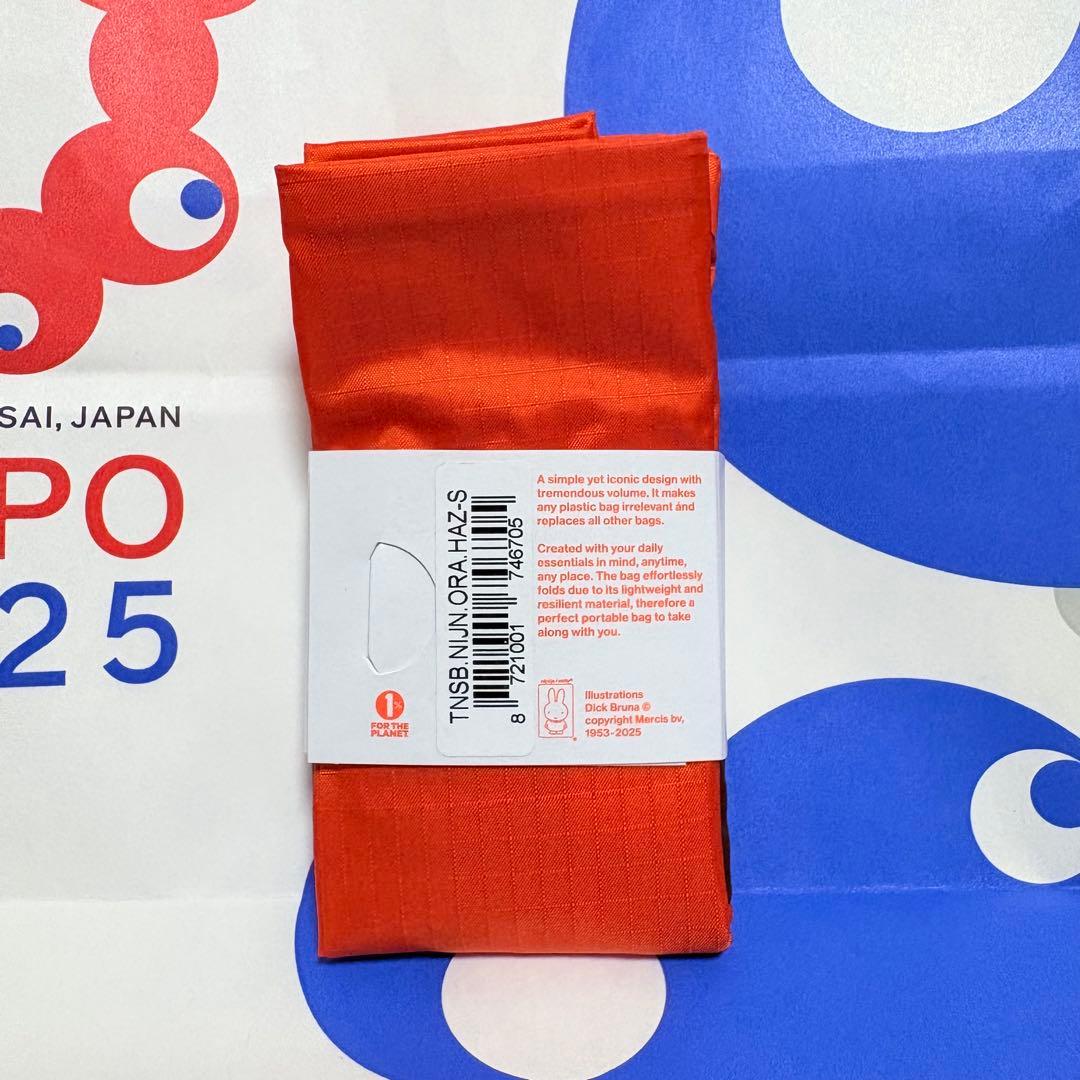 SAI, JAPAN
PO
25
TNSB.NIJN.ORA.HAZ-S
8 721001 746705
A simple yet iconic design with
tremendous volume. It makes
any plastic bag irrelevant ánd
replaces all other bags.
Created with your daily
essentials in mind, anytime,
any place. The bag effortlessly
folds due to its lightweight and
resilient material, therefore a
perfect portable bag to take
along with you.
1%
FOR THE
PLANET
Illustrations
Dick Bruna ©
copyright Mercis bv,
1953-2025